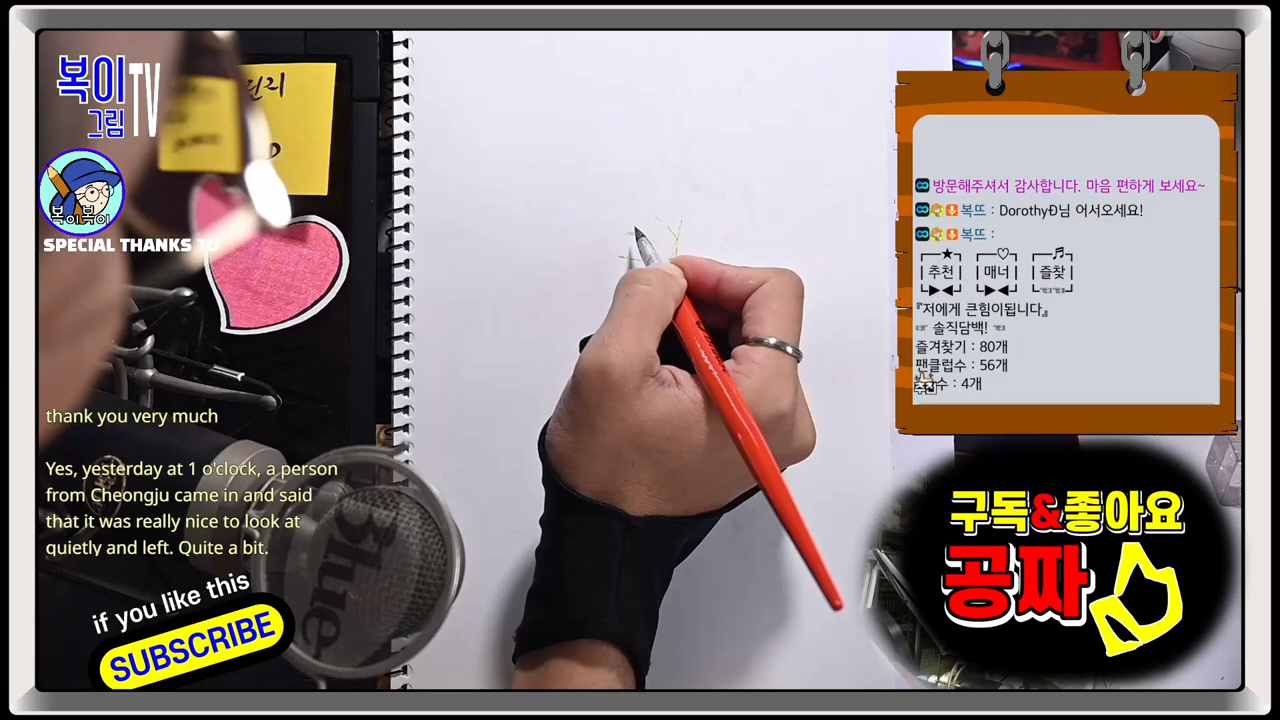 복이
그림
TV
복이복이
SPECIAL THANKS TO
thank you very much
Yes, yesterday at 1 o'clock, a person
from Cheongju came in and said
that it was really nice to look at
quietly and left. Quite a bit.
if you like this
SUBSCRIBE
Blue
방문해주셔서 감사합니다. 마음 편하게 보세요~
복뜨 : DorothyÐ님 어서오세요!
복뜨 :
┌──★┐ ┌──♡┐ ┌──♬┐
| 추천 | | 매너 | | 즐찾 |
└▶◀┘ └▶◀┘ └☜☜┘
『저에게 큰힘이됩니다』
☞ 솔직담백! ☜
즐겨찾기 : 80개
팬클럽수 : 56개
수 : 4개
구독&좋아요
공짜